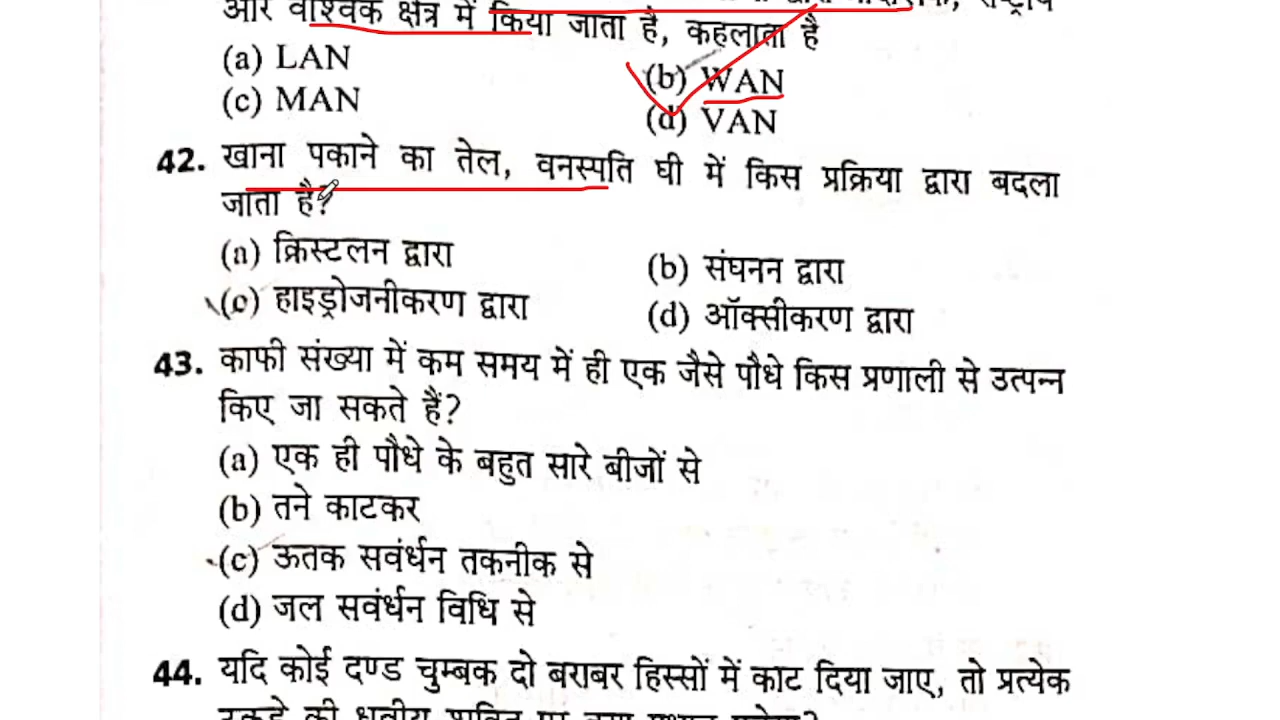 और वैश्विक क्षेत्र में किया जाता है, कहलाता है
(a) LAN
(b) WAN
(c) MAN
(d) VAN
42. खाना पकाने का तेल, वनस्पति घी में किस प्रक्रिया द्वारा बदला
जाता है?
(a) क्रिस्टलन द्वारा
(b) संघनन द्वारा
(c) हाइड्रोजनीकरण द्वारा
(d) ऑक्सीकरण द्वारा
43. काफी संख्या में कम समय में ही एक जैसे पौधे किस प्रणाली से उत्पन्न
किए जा सकते हैं?
(a) एक ही पौधे के बहुत सारे बीजों से
(b) तने काटकर
(c) ऊतक सवंर्धन तकनीक से
(d) जल सवंर्धन विधि से
44. यदि कोई दण्ड चुम्बक दो बराबर हिस्सों में काट दिया जाए, तो प्रत्येक